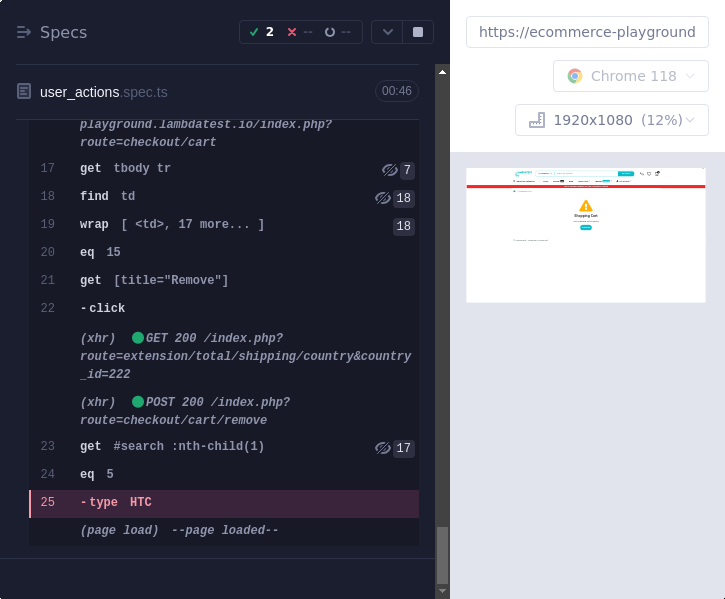 Specs
2
--
--
https://ecommerce-playground
Chrome 118
1920x1080 (12%)
user_actions.spec.ts
00:46
playground.lambdatest.io/index.php?
route=checkout/cart
17 get tbody tr 7
18 find td 18
19 wrap [ <td>, 17 more... ] 18
20 eq 15
21 get [title="Remove"]
22 -click
(xhr) GET 200 /index.php?
route=extension/total/shipping/country&country
_id=222
(xhr) POST 200 /index.php?
route=checkout/cart/remove
23 get #search :nth-child(1) 17
24 eq 5
25 -type HTC
(page load) --page loaded--
Shopping Cart